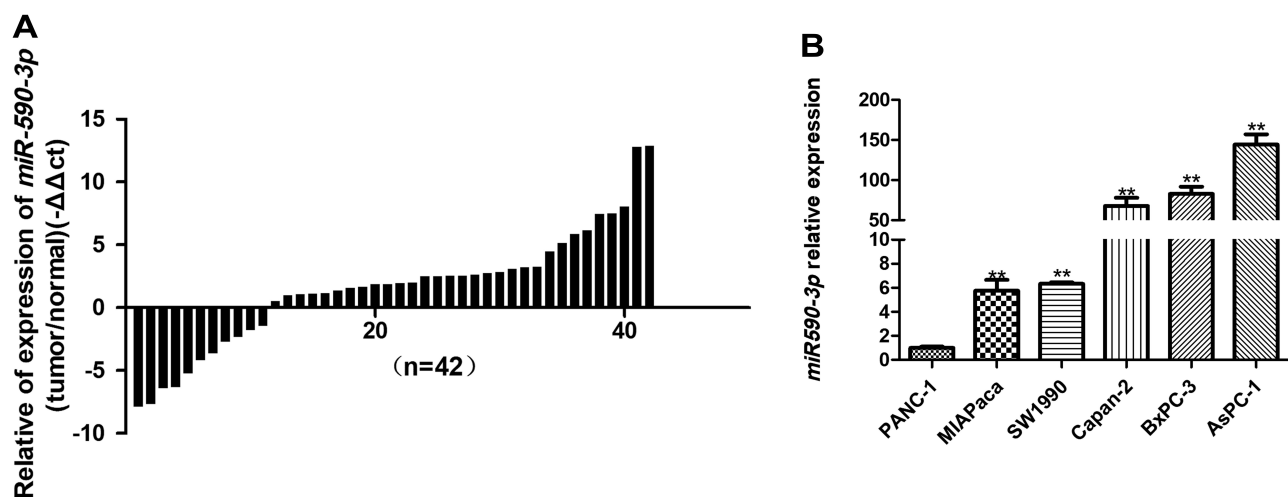 A
Relative of expression of miR-590-3p
(tumor/normal)(-ΔΔct)
15
10
5
0
-5
-10
20
40
（n=42）
B
miR590-3p relative expression
200
150
100
50
10
8
6
4
2
0
**
**
**
**
**
PANC-1
MIAPaca
SW1990
Capan-2
BxPC-3
AsPC-1